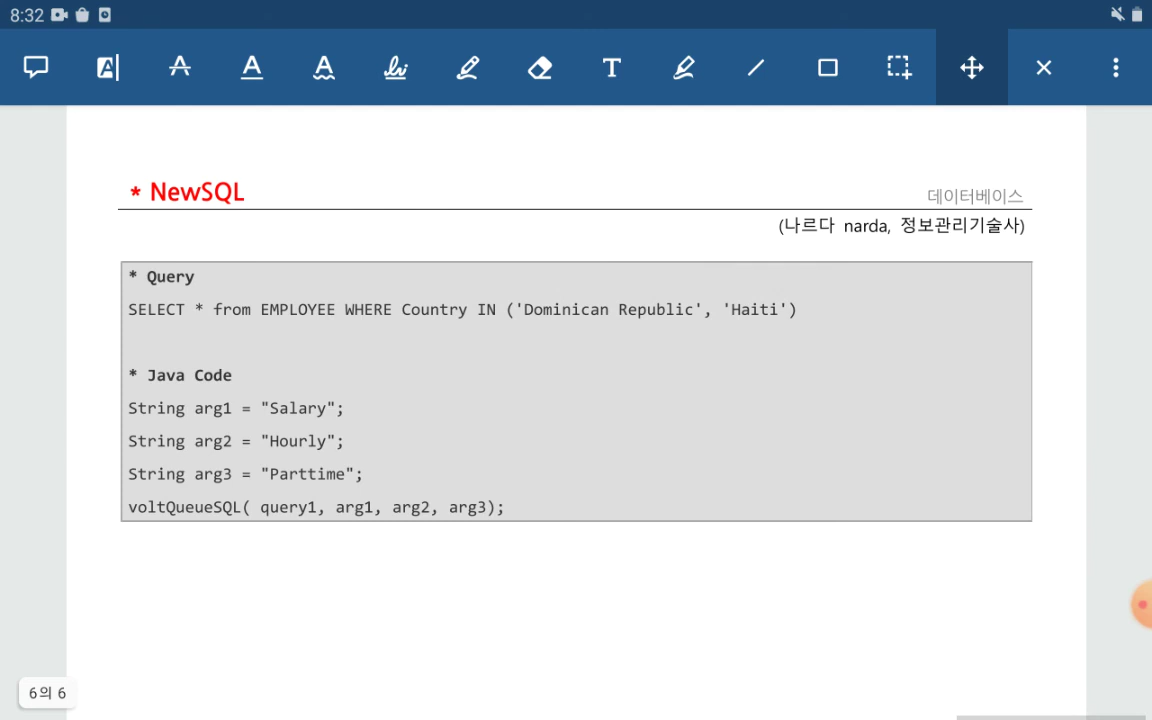 8:32
* NewSQL
데이터베이스
(나르다 narda, 정보관리기술사)
* Query
SELECT * from EMPLOYEE WHERE Country IN ('Dominican Republic', 'Haiti')
* Java Code
String arg1 = "Salary";
String arg2 = "Hourly";
String arg3 = "Parttime";
voltQueueSQL( query1, arg1, arg2, arg3);
6의 6